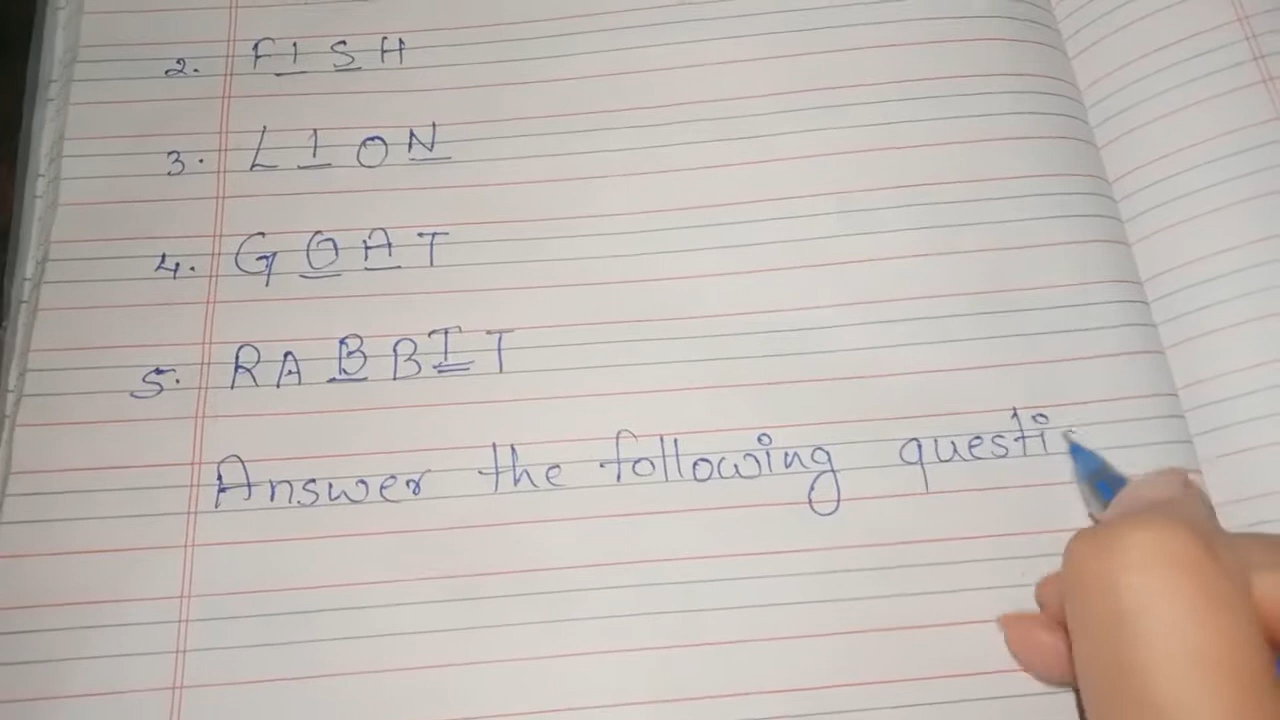 2. FISH
3. LION
4. GOAT
5. RABBIT
Answer the following questi